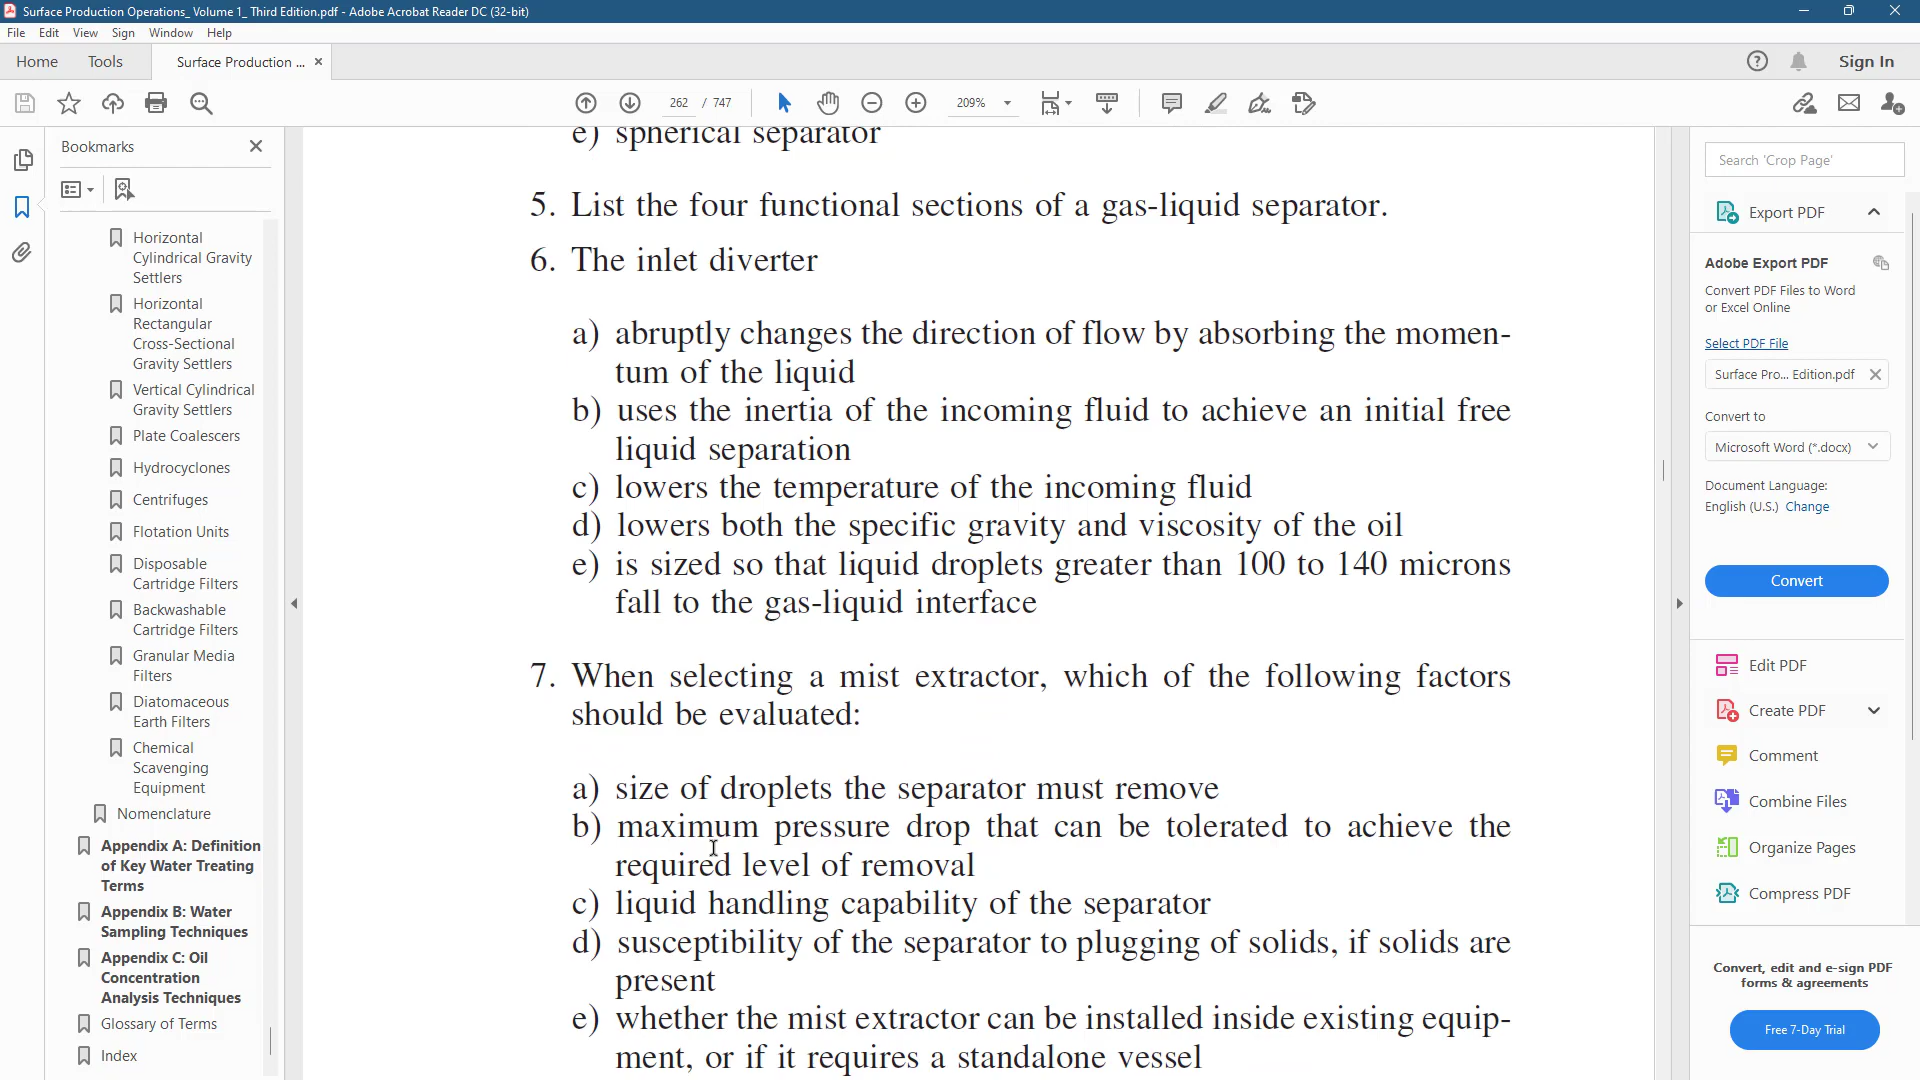 Surface Production Operations_ Volume 1_ Third Edition.pdf - Adobe Acrobat Reader DC (32-bit)
File Edit View Sign Window Help
Home Tools Surface Production ... × Sign In
262 / 747 209%
Bookmarks
Horizontal
Cylindrical Gravity
Settlers
Horizontal
Rectangular
Cross-Sectional
Gravity Settlers
Vertical Cylindrical
Gravity Settlers
Plate Coalescers
Hydrocyclones
Centrifuges
Flotation Units
Disposable
Cartridge Filters
Backwashable
Cartridge Filters
Granular Media
Filters
Diatomaceous
Earth Filters
Chemical
Scavenging
Equipment
Nomenclature
Appendix A: Definition
of Key Water Treating
Terms
Appendix B: Water
Sampling Techniques
Appendix C: Oil
Concentration
Analysis Techniques
Glossary of Terms
Index
e) spherical separator
5. List the four functional sections of a gas-liquid separator.
6. The inlet diverter
a) abruptly changes the direction of flow by absorbing the momen-
tum of the liquid
b) uses the inertia of the incoming fluid to achieve an initial free
liquid separation
c) lowers the temperature of the incoming fluid
d) lowers both the specific gravity and viscosity of the oil
e) is sized so that liquid droplets greater than 100 to 140 microns
fall to the gas-liquid interface
7. When selecting a mist extractor, which of the following factors
should be evaluated:
a) size of droplets the separator must remove
b) maximum pressure drop that can be tolerated to achieve the
required level of removal
c) liquid handling capability of the separator
d) susceptibility of the separator to plugging of solids, if solids are
present
e) whether the mist extractor can be installed inside existing equip-
ment, or if it requires a standalone vessel
Search 'Crop Page'
Export PDF
Adobe Export PDF
Convert PDF Files to Word
or Excel Online
Select PDF File
Surface Pro... Edition.pdf
Convert to
Microsoft Word (*.docx)
Document Language:
English (U.S.) Change
Convert
Edit PDF
Create PDF
Comment
Combine Files
Organize Pages
Compress PDF
Convert, edit and e-sign PDF
forms & agreements
Free 7-Day Trial